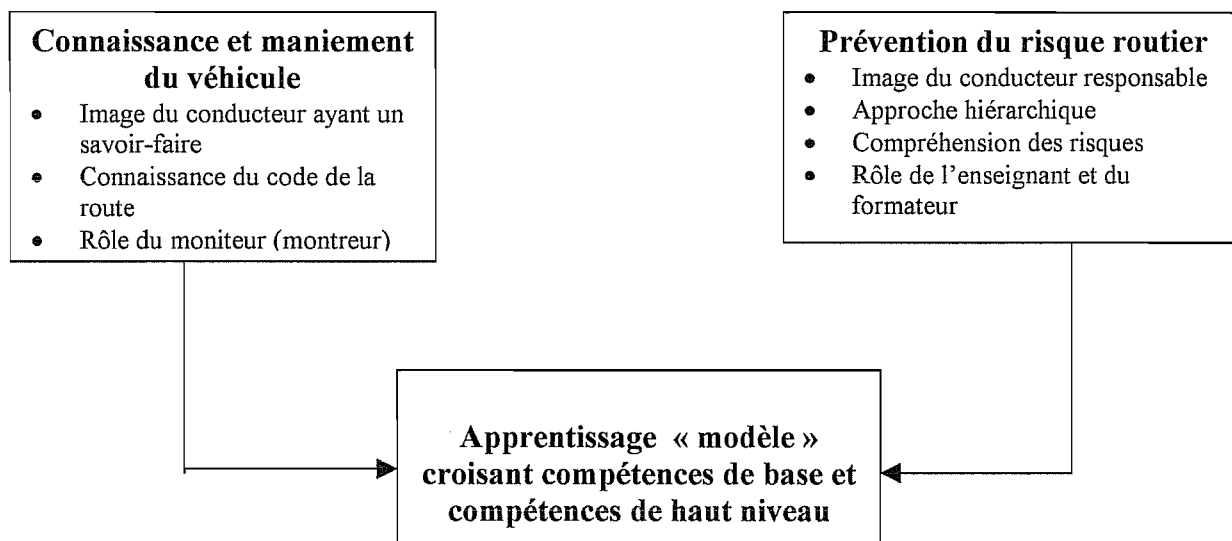 Connaissance et maniement
du véhicule
• Image du conducteur ayant un
savoir-faire
• Connaissance du code de la
route
• Rôle du moniteur (montreur)
Prévention du risque routier
• Image du conducteur responsable
• Approche hiérarchique
• Compréhension des risques
• Rôle de l'enseignant et du
formateur
Apprentissage « modèle »
croisant compétences de base et
compétences de haut niveau